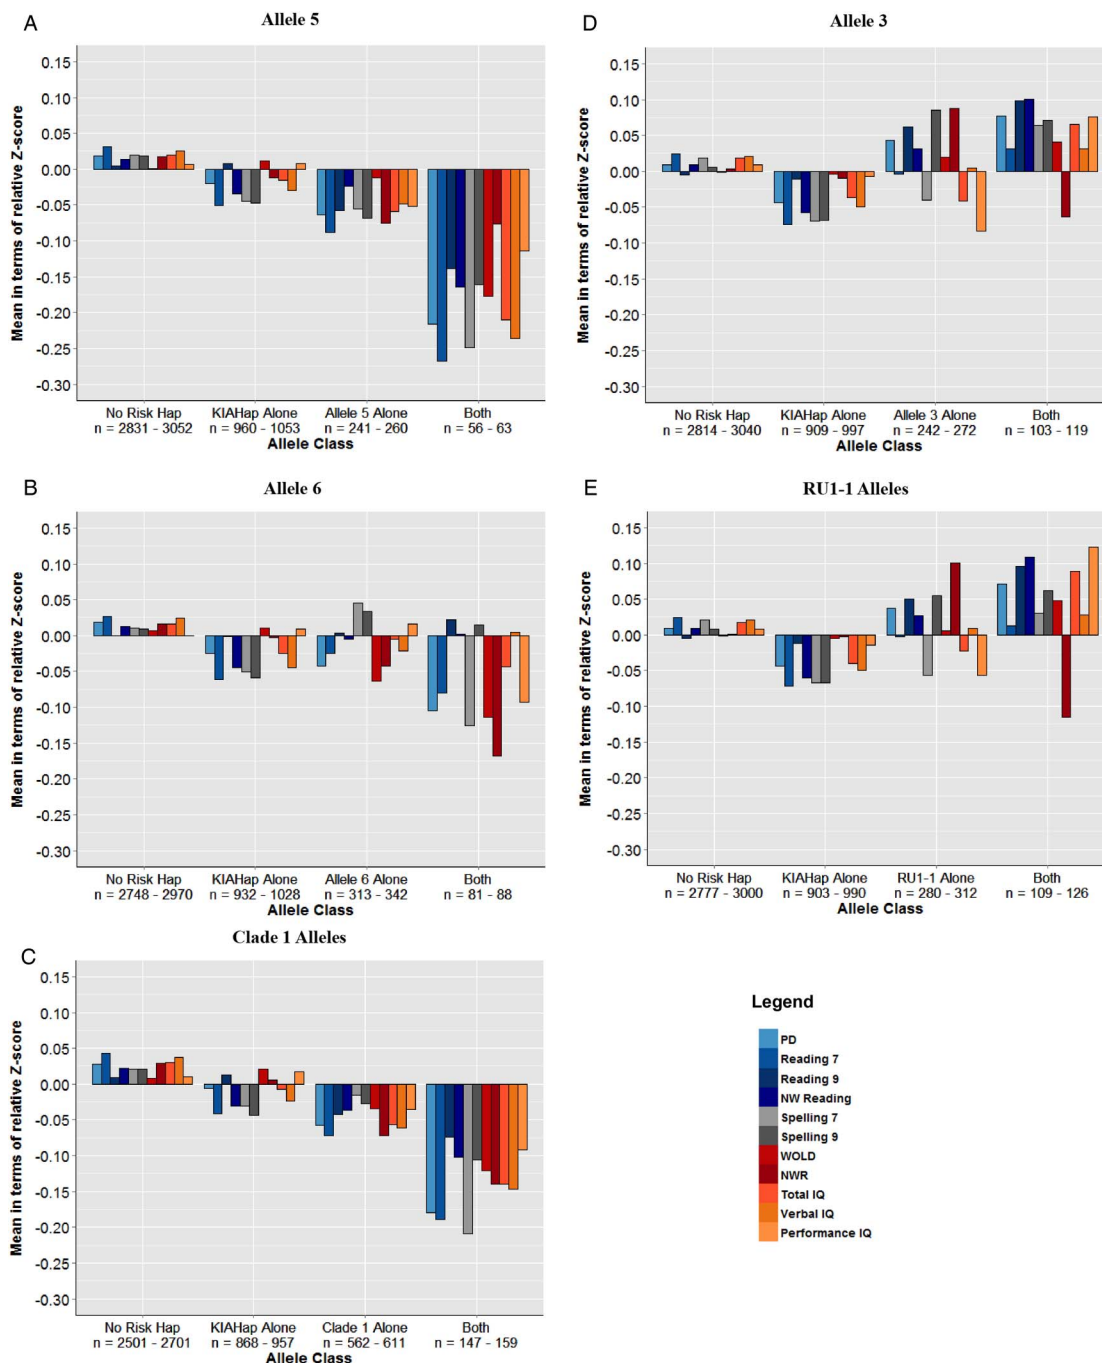 A
Allele 5
Mean in terms of relative Z-score
0.15
0.10
0.05
0.00
-0.05
-0.10
-0.15
-0.20
-0.25
-0.30
No Risk Hap KIAHap Alone Allele 5 Alone Both
n = 2831 - 3052 n = 960 - 1053 n = 241 - 260 n = 56 - 63
Allele Class
B
Allele 6
Mean in terms of relative Z-score
0.15
0.10
0.05
0.00
-0.05
-0.10
-0.15
-0.20
-0.25
-0.30
No Risk Hap KIAHap Alone Allele 6 Alone Both
n = 2748 - 2970 n = 932 - 1028 n = 313 - 342 n = 81 - 88
Allele Class
C
Clade 1 Alleles
Mean in terms of relative Z-score
0.15
0.10
0.05
0.00
-0.05
-0.10
-0.15
-0.20
-0.25
-0.30
No Risk Hap KIAHap Alone Clade 1 Alone Both
n = 2501 - 2701 n = 868 - 957 n = 562 - 611 n = 147 - 159
Allele Class
D
Allele 3
Mean in terms of relative Z-score
0.15
0.10
0.05
0.00
-0.05
-0.10
-0.15
-0.20
-0.25
-0.30
No Risk Hap KIAHap Alone Allele 3 Alone Both
n = 2814 - 3040 n = 909 - 997 n = 242 - 272 n = 103 - 119
Allele Class
E
RU1-1 Alleles
Mean in terms of relative Z-score
0.15
0.10
0.05
0.00
-0.05
-0.10
-0.15
-0.20
-0.25
-0.30
No Risk Hap KIAHap Alone RU1-1 Alone Both
n = 2777 - 3000 n = 903 - 990 n = 280 - 312 n = 109 - 126
Allele Class
Legend
PD
Reading 7
Reading 9
NW Reading
Spelling 7
Spelling 9
WOLD
NWR
Total IQ
Verbal IQ
Performance IQ